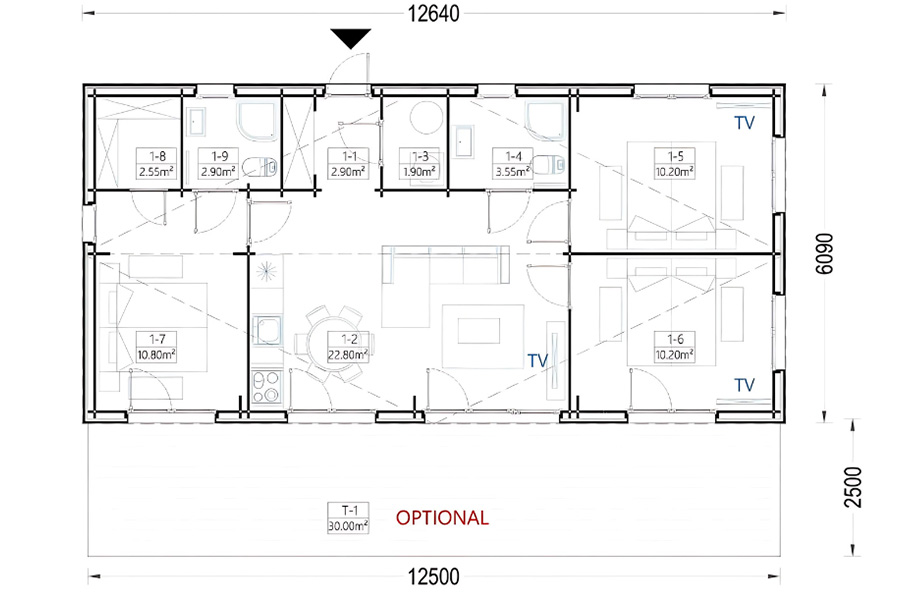 12640
TV
1-8
2.55m²
1-9
2.90m²
1-1
2.90m²
1-3
1.90m²
1-4
3.55m²
1-5
10.20m²
6090
1-7
10.80m²
1-2
22.80m²
TV
1-6
10.20m²
TV
2500
T-1
30.00m²
OPTIONAL
12500